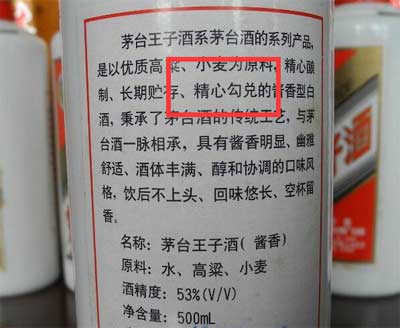 茅台王子酒系茅台酒的系列产品，
是以优质高粱、小麦为原料，精心酿
制、长期贮存、精心勾兑的酱香型白
酒，秉承了茅台酒的传统工艺，与茅
台酒一脉相承，具有酱香明显、幽雅
舒适、酒体丰满、醇和协调的口味风
格，饮后不上头、回味悠长、空杯留
香。
名称：茅台王子酒(酱香)
原料：水、高粱、小麦
酒精度：53%(V/V)
净含量：500mL
子酒